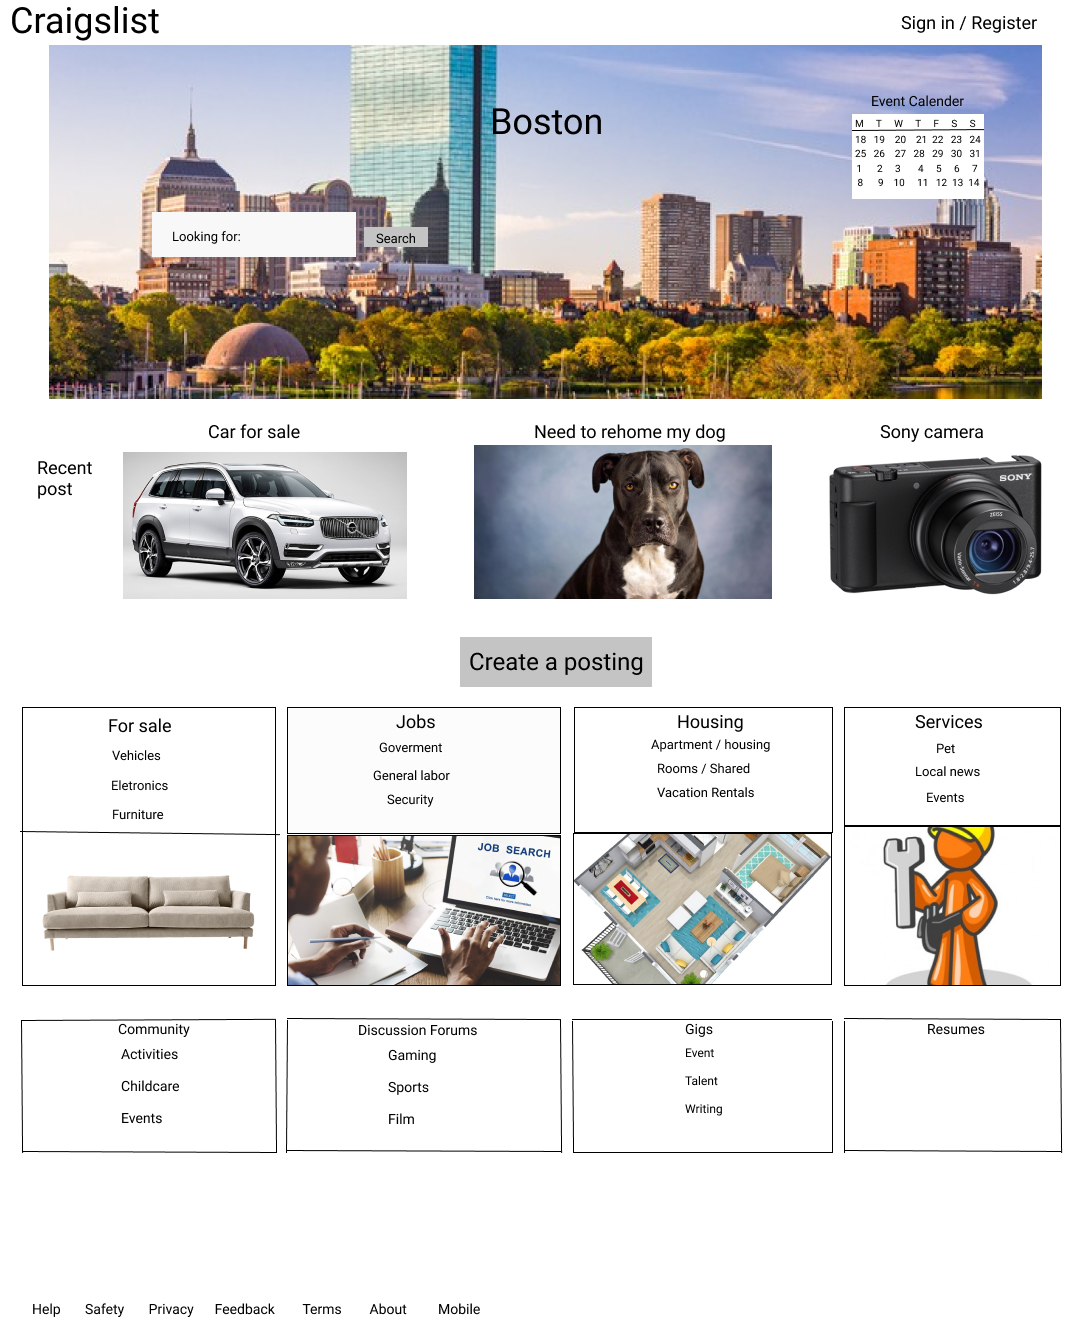 Craigslist
Sign in / Register
Boston
Event Calender
M T W T F S S
18 19 20 21 22 23 24
25 26 27 28 29 30 31
1 2 3 4 5 6 7
8 9 10 11 12 13 14
Looking for:
Search
Recent
post
Car for sale
Need to rehome my dog
Sony camera
SONY
ZEISS
Create a posting
For sale
Vehicles
Eletronics
Furniture
Jobs
Goverment
General labor
Security
Housing
Apartment / housing
Rooms / Shared
Vacation Rentals
Services
Pet
Local news
Events
JOB SEARCH
Community
Activities
Childcare
Events
Discussion Forums
Gaming
Sports
Film
Gigs
Event
Talent
Writing
Resumes
Help Safety Privacy Feedback Terms About Mobile